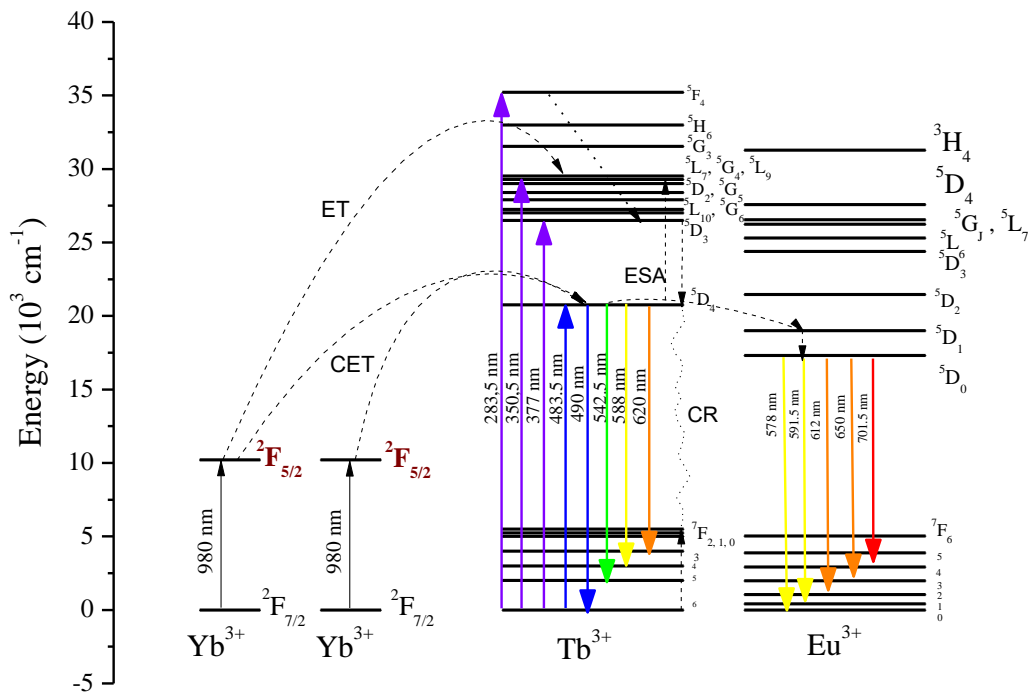 Energy (10³ cm⁻¹)
40
35
30
25
20
15
10
5
0
-5
ET
CET
ESA
CR
980 nm
980 nm
²F₅/₂
²F₅/₂
²F₇/₂
²F₇/₂
Yb³⁺
Yb³⁺
⁵F₄
⁵H₆
⁵G₃
⁵L₇, ⁵G₄, ⁵L₉
⁵D₂, ⁵G₅
⁵L₁₀, ⁵G₆
⁵D₃
⁵D₄
283.5 nm
350.5 nm
377 nm
483.5 nm
490 nm
542.5 nm
588 nm
620 nm
⁷F₂,₁,₀
3
4
5
6
Tb³⁺
³H₄
⁵D₄
⁵G_J , ⁵L₇
⁵L₆
⁵D₃
⁵D₂
⁵D₁
⁵D₀
578 nm
591.5 nm
612 nm
650 nm
701.5 nm
⁷F₆
5
4
3
2
1
0
Eu³⁺